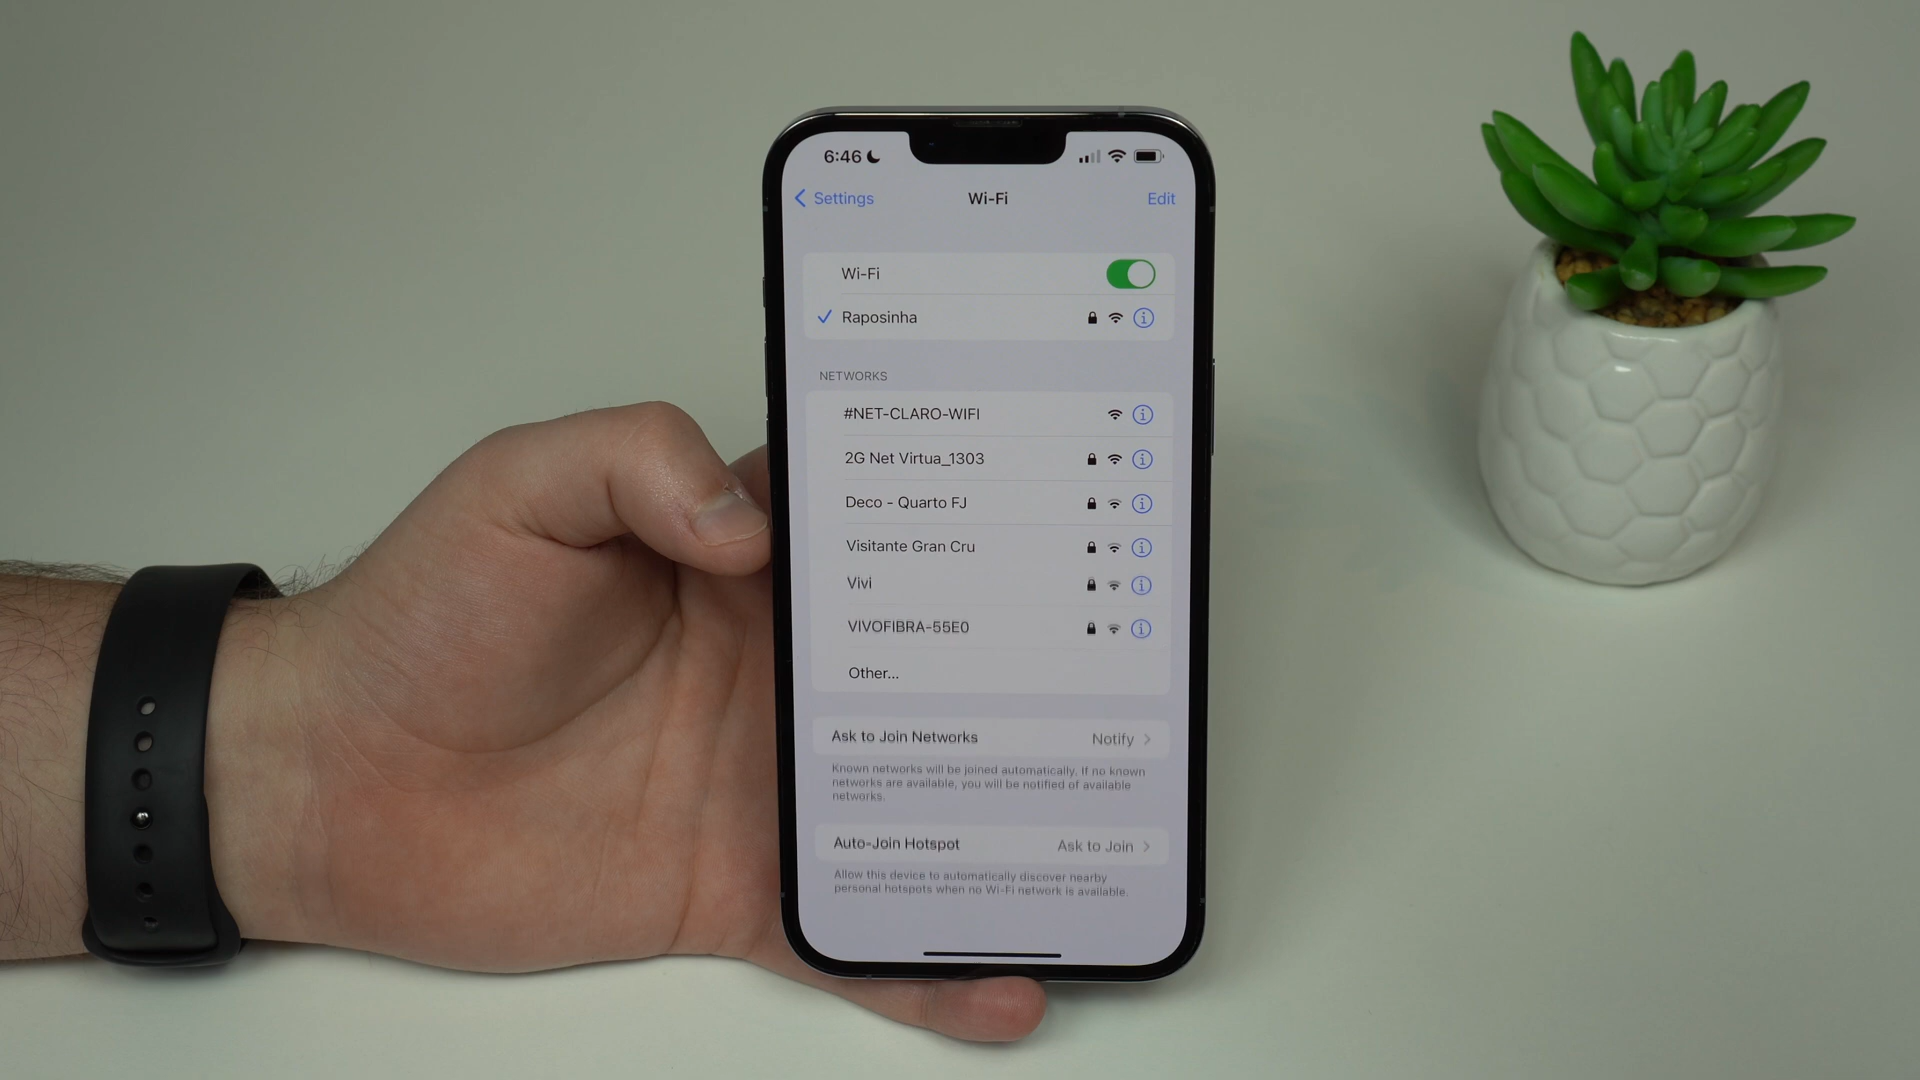 6:46
Settings
Wi-Fi
Edit
Wi-Fi
Raposinha
NETWORKS
#NET-CLARO-WIFI
2G Net Virtua_1303
Deco - Quarto FJ
Visitante Gran Cru
Vivi
VIVOFIBRA-55E0
Other...
Ask to Join Networks
Notify
Known networks will be joined automatically. If no known
networks are available, you will be notified of available
networks.
Auto-Join Hotspot
Ask to Join
Allow this device to automatically discover nearby
personal hotspots when no Wi-Fi network is available.